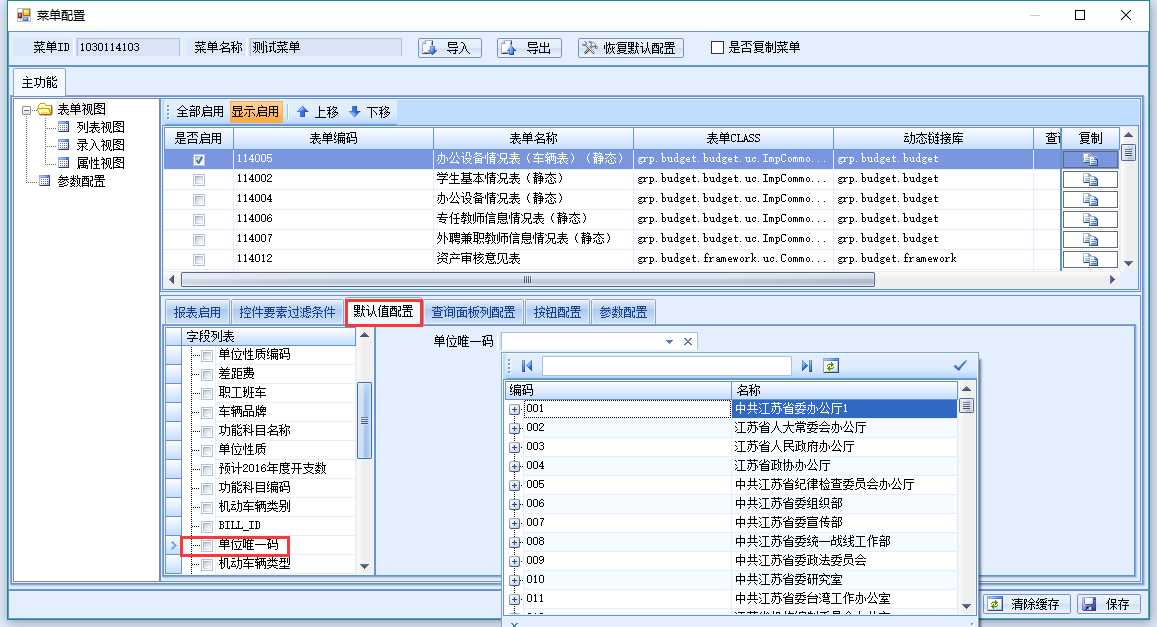 菜单配置
菜单ID 1030114103 菜单名称 测试菜单 导入 导出 恢复默认配置 是否复制菜单
主功能
表单视图
列表视图
录入视图
属性视图
参数配置
全部启用 显示启用 上移 下移
是否启用 表单编码 表单名称 表单CLASS 动态链接库 复制
114005 办公设备情况表（车辆表）（静态） grp.budget.budget.uc.ImpCommo... grp.budget.budget
114002 学生基本情况表（静态） grp.budget.budget.uc.ImpCommo... grp.budget.budget
114004 办公设备情况表（静态） grp.budget.budget.uc.ImpCommo... grp.budget.budget
114006 专任教师信息情况表（静态） grp.budget.budget.uc.ImpCommo... grp.budget.budget
114007 外聘兼职教师信息情况表（静态） grp.budget.budget.uc.ImpCommo... grp.budget.budget
114012 资产审核意见表 grp.budget.framework.uc.Commo... grp.budget.framework
报表启用 控件要素过滤条件 默认值配置 查询面板列配置 按钮配置 参数配置
字段列表
单位性质编码
差距费
职工班车
车辆品牌
功能科目名称
单位性质
预计2016年度开支数
功能科目编码
机动车辆类别
BILL_ID
单位唯一码
机动车辆类型
单位唯一码
编码 名称
001 中共江苏省委办公厅1
002 江苏省人大常委会办公厅
003 江苏省人民政府办公厅
004 江苏省政协办公厅
005 中共江苏省纪律检查委员会办公厅
006 中共江苏省委组织部
007 中共江苏省委宣传部
008 中共江苏省委统一战线工作部
009 中共江苏省委政法委员会
010 中共江苏省委研究室
011 中共江苏省委台湾工作办公室
清除缓存 保存